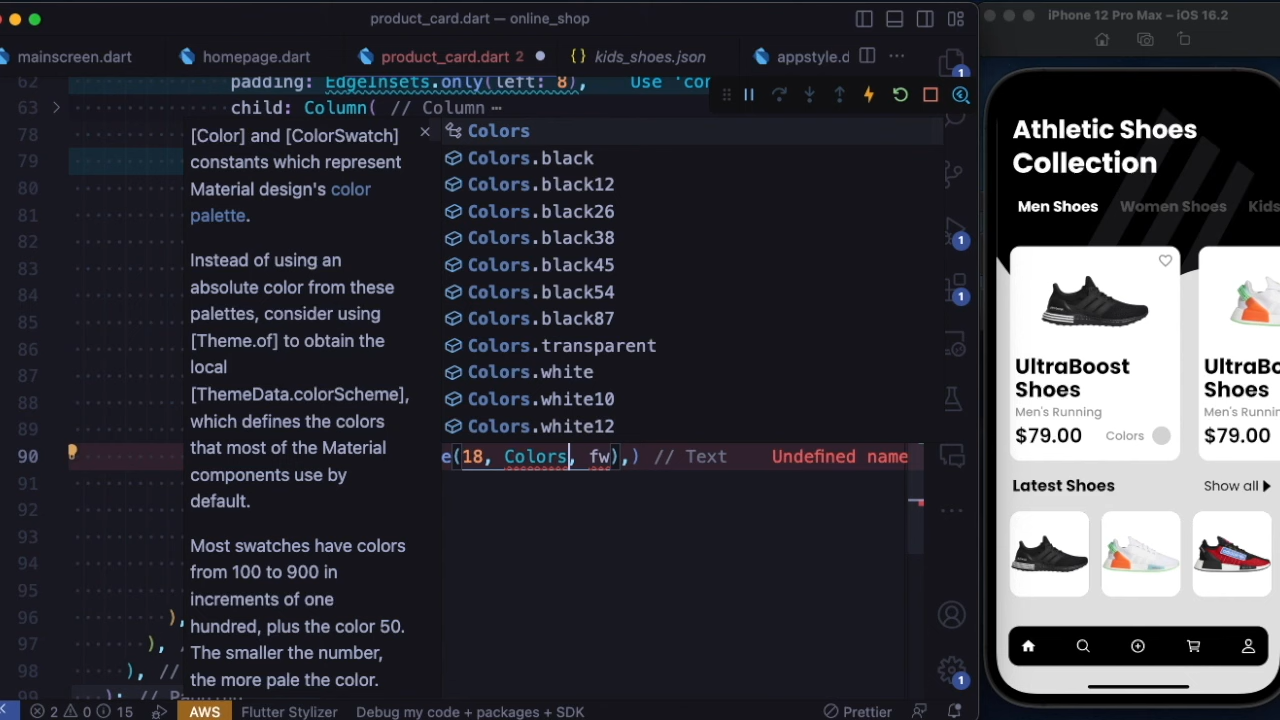 product_card.dart — online_shop
mainscreen.dart
homepage.dart
product_card.dart 2
kids_shoes.json
appstyle.d
62 padding: EdgeInsets.only(left: 8),
63 child: Column( // Column
78
79
80
81
82
83
84
85
86
87
88
89
90 e(18, Colors, fw),) // Text Undefined name
91
92
93
94
95
96 ),
97 ),
98 ), //
99
[Color] and [ColorSwatch]
constants which represent
Material design's color
palette.
Instead of using an
absolute color from these
palettes, consider using
[Theme.of] to obtain the
local
[ThemeData.colorScheme],
which defines the colors
that most of the Material
components use by
default.
Most swatches have colors
from 100 to 900 in
increments of one
hundred, plus the color 50.
The smaller the number,
the more pale the color.
Colors
Colors.black
Colors.black12
Colors.black26
Colors.black38
Colors.black45
Colors.black54
Colors.black87
Colors.transparent
Colors.white
Colors.white10
Colors.white12
1
1
1
1
2 0 15
AWS
Flutter Stylizer
Debug my code + packages + SDK
Prettier
iPhone 12 Pro Max – iOS 16.2
Athletic Shoes
Collection
Men Shoes Women Shoes Kids
UltraBoost
Shoes
Men's Running
$79.00 Colors
UltraBo
Shoes
Men's Runnin
$79.00
Latest Shoes Show all